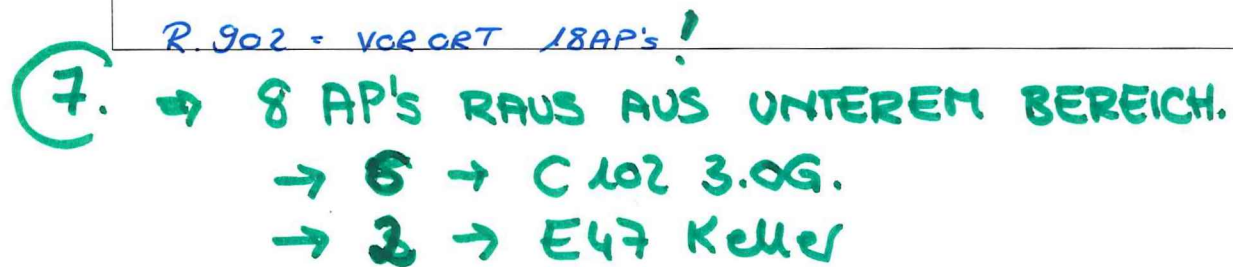 R. 902 = VOR ORT 18AP's!
7. ⇒ 8 AP's RAUS AUS UNTEREM BEREICH.
→ 6 → C 102 3.OG.
→ 2 → E47 Keller